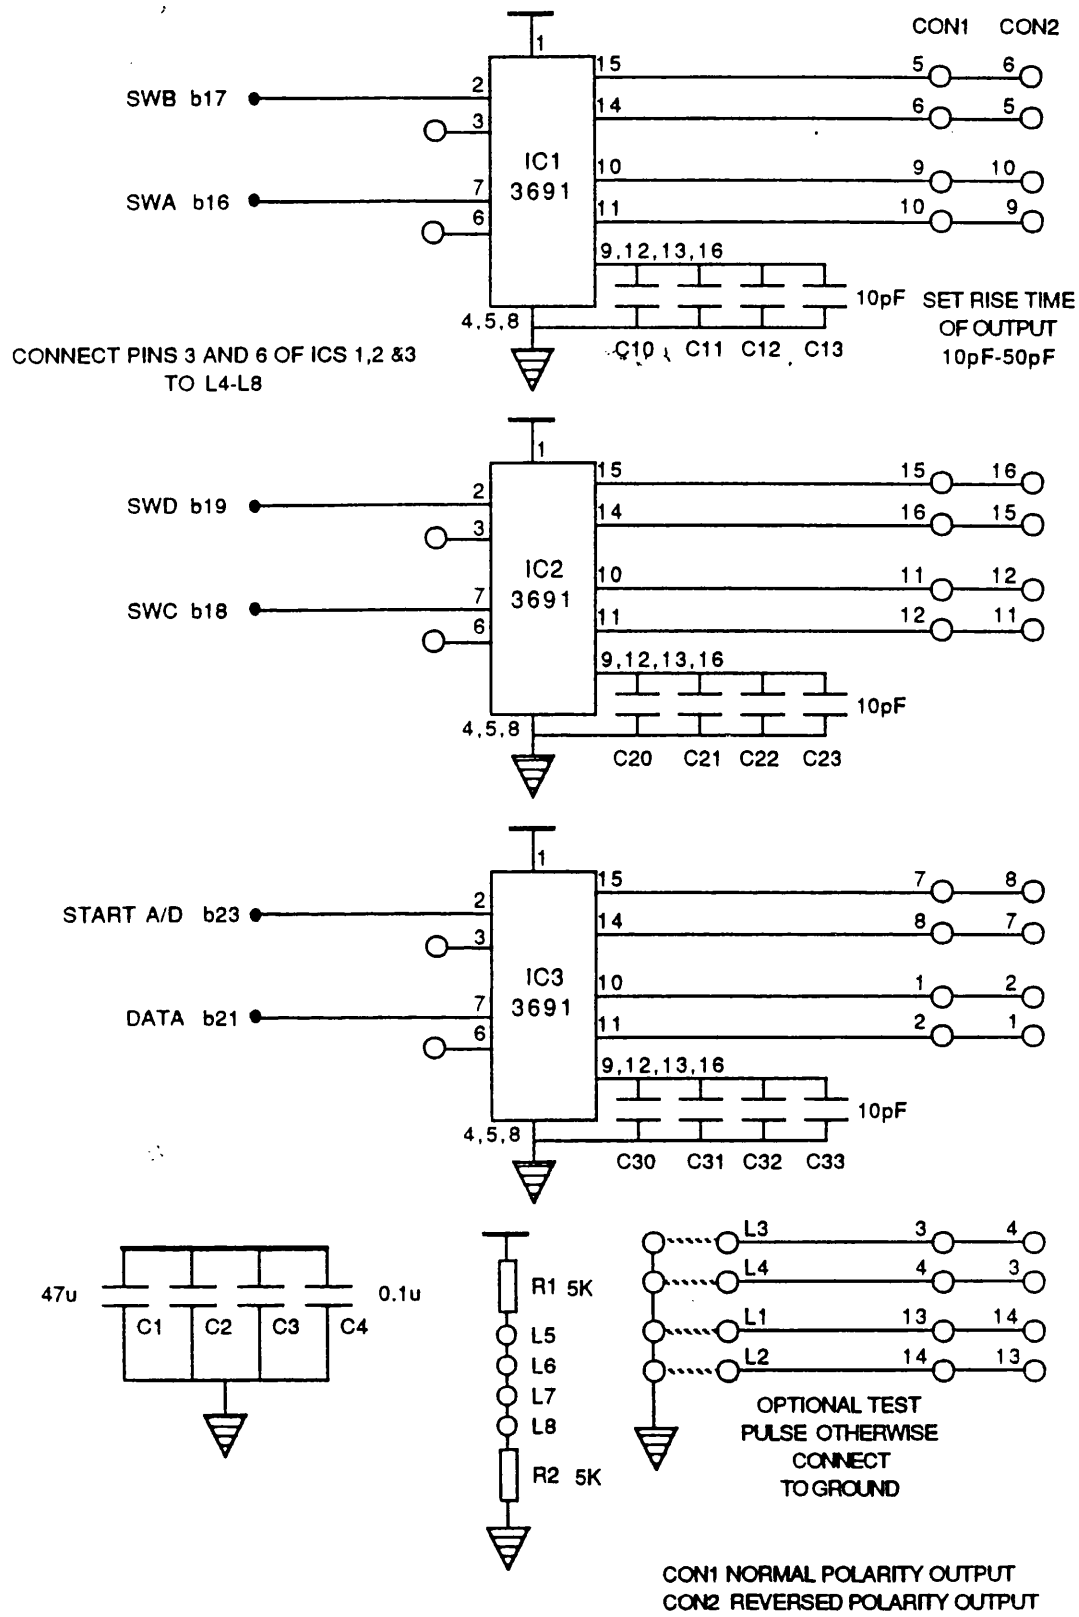 CON1 CON2
1
15 5 6
SWB b17 2
14 6 5
3
IC1
3691
10 9 10
SWA b16 7
11 10 9
6
9,12,13,16
10pF
SET RISE TIME
OF OUTPUT
10pF-50pF
4,5,8
C10 C11 C12 C13
CONNECT PINS 3 AND 6 OF ICS 1,2 &3
TO L4-L8
1
15 15 16
SWD b19 2
14 16 15
3
IC2
3691
10 11 12
SWC b18 7
11 12 11
6
9,12,13,16
10pF
4,5,8
C20 C21 C22 C23
1
15 7 8
START A/D b23 2
14 8 7
3
IC3
3691
10 1 2
DATA b21 7
11 2 1
6
9,12,13,16
10pF
4,5,8
C30 C31 C32 C33
47u C1 C2 C3 C4 0.1u
R1 5K
L5
L6
L7
L8
R2 5K
L3 3 4
L4 4 3
L1 13 14
L2 14 13
OPTIONAL TEST
PULSE OTHERWISE
CONNECT
TO GROUND
CON1 NORMAL POLARITY OUTPUT
CON2 REVERSED POLARITY OUTPUT